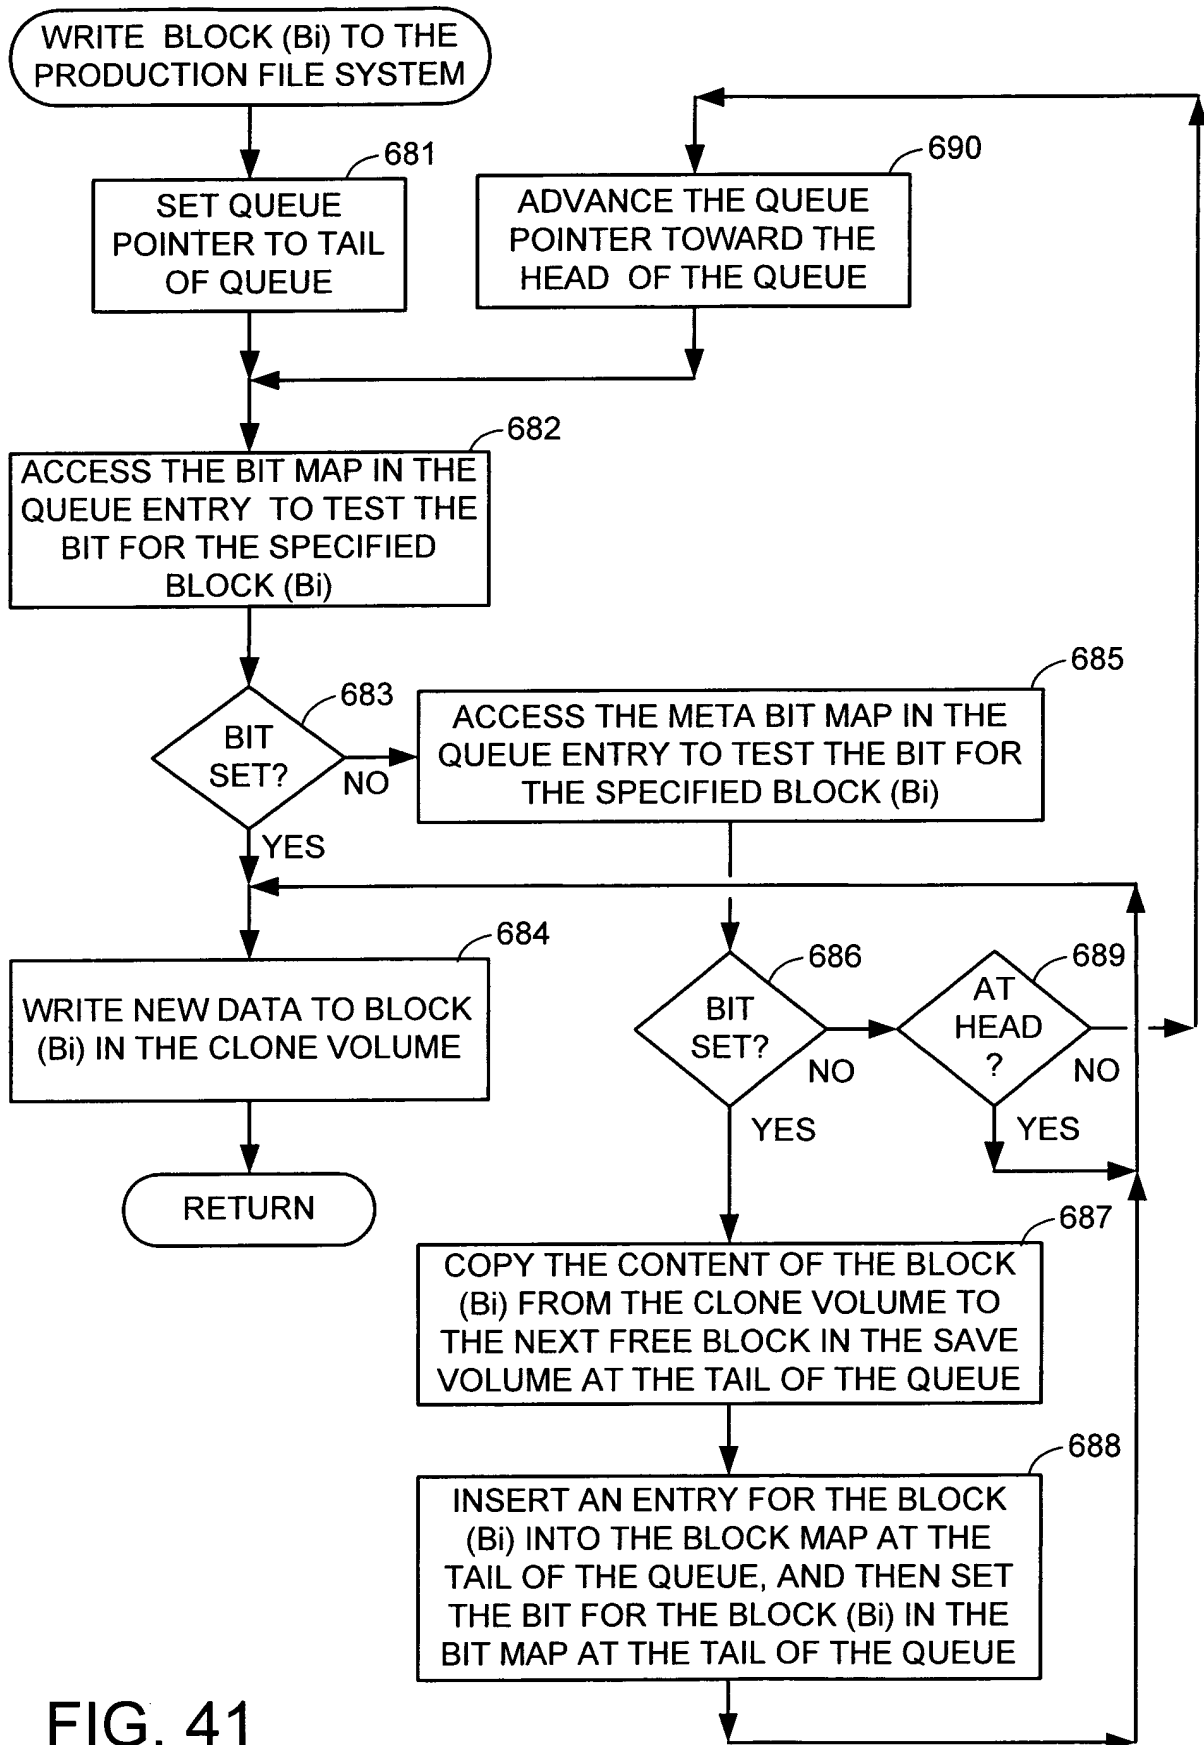 WRITE BLOCK (Bi) TO THE
PRODUCTION FILE SYSTEM
681
SET QUEUE
POINTER TO TAIL
OF QUEUE
690
ADVANCE THE QUEUE
POINTER TOWARD THE
HEAD OF THE QUEUE
682
ACCESS THE BIT MAP IN THE
QUEUE ENTRY TO TEST THE
BIT FOR THE SPECIFIED
BLOCK (Bi)
683
BIT
SET?
NO
YES
685
ACCESS THE META BIT MAP IN THE
QUEUE ENTRY TO TEST THE BIT FOR
THE SPECIFIED BLOCK (Bi)
684
WRITE NEW DATA TO BLOCK
(Bi) IN THE CLONE VOLUME
RETURN
686
BIT
SET?
NO
YES
689
AT
HEAD
?
NO
YES
687
COPY THE CONTENT OF THE BLOCK
(Bi) FROM THE CLONE VOLUME TO
THE NEXT FREE BLOCK IN THE SAVE
VOLUME AT THE TAIL OF THE QUEUE
688
INSERT AN ENTRY FOR THE BLOCK
(Bi) INTO THE BLOCK MAP AT THE
TAIL OF THE QUEUE, AND THEN SET
THE BIT FOR THE BLOCK (Bi) IN THE
BIT MAP AT THE TAIL OF THE QUEUE
FIG. 41